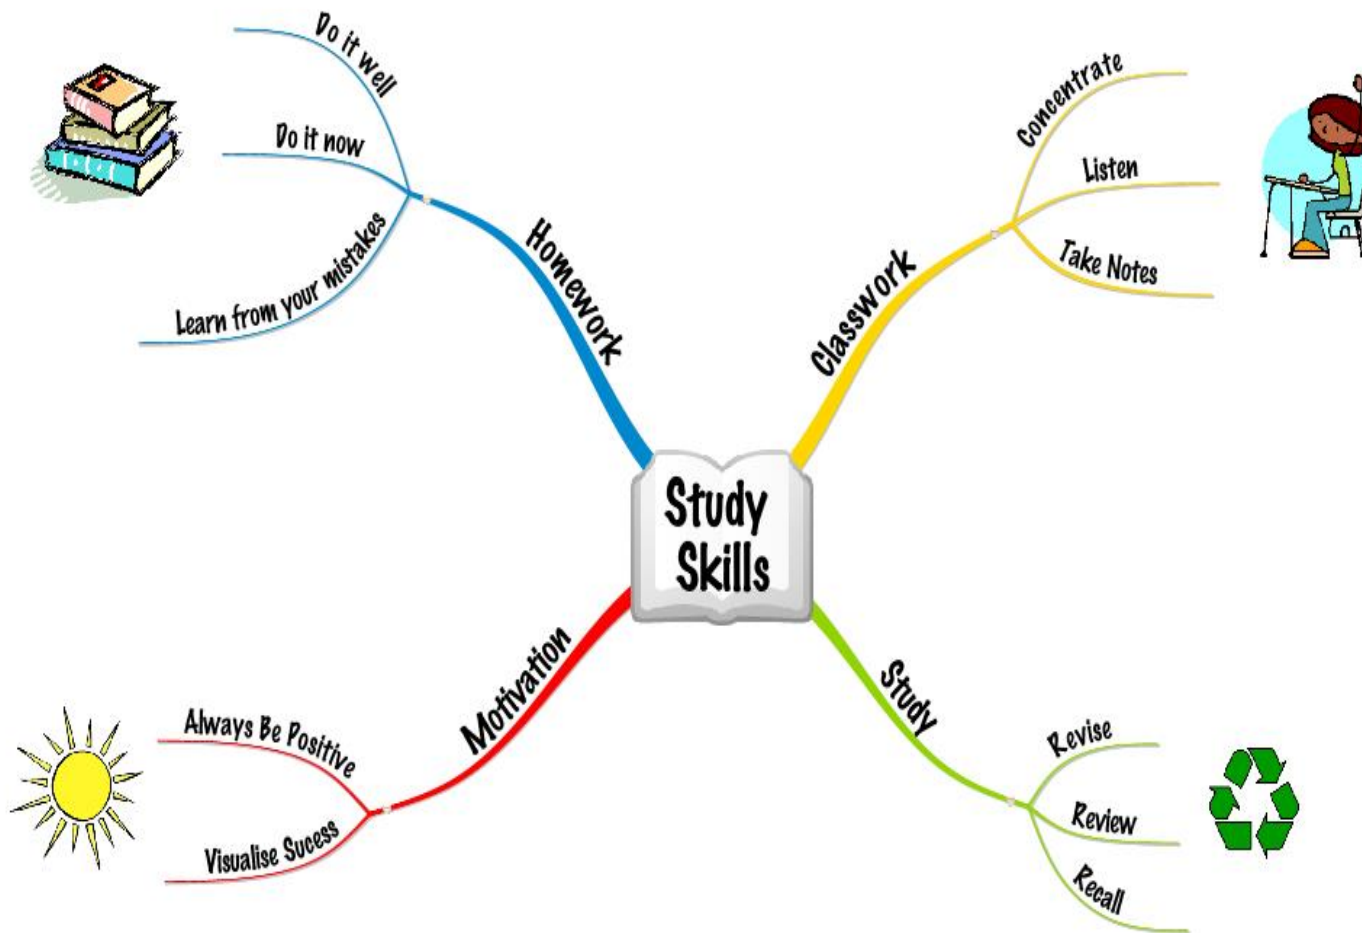 Study
Skills
Homework
Do it well
Do it now
Learn from your mistakes
Classwork
Concentrate
Listen
Take Notes
Motivation
Always Be Positive
Visualise Sucess
Study
Revise
Review
Recall